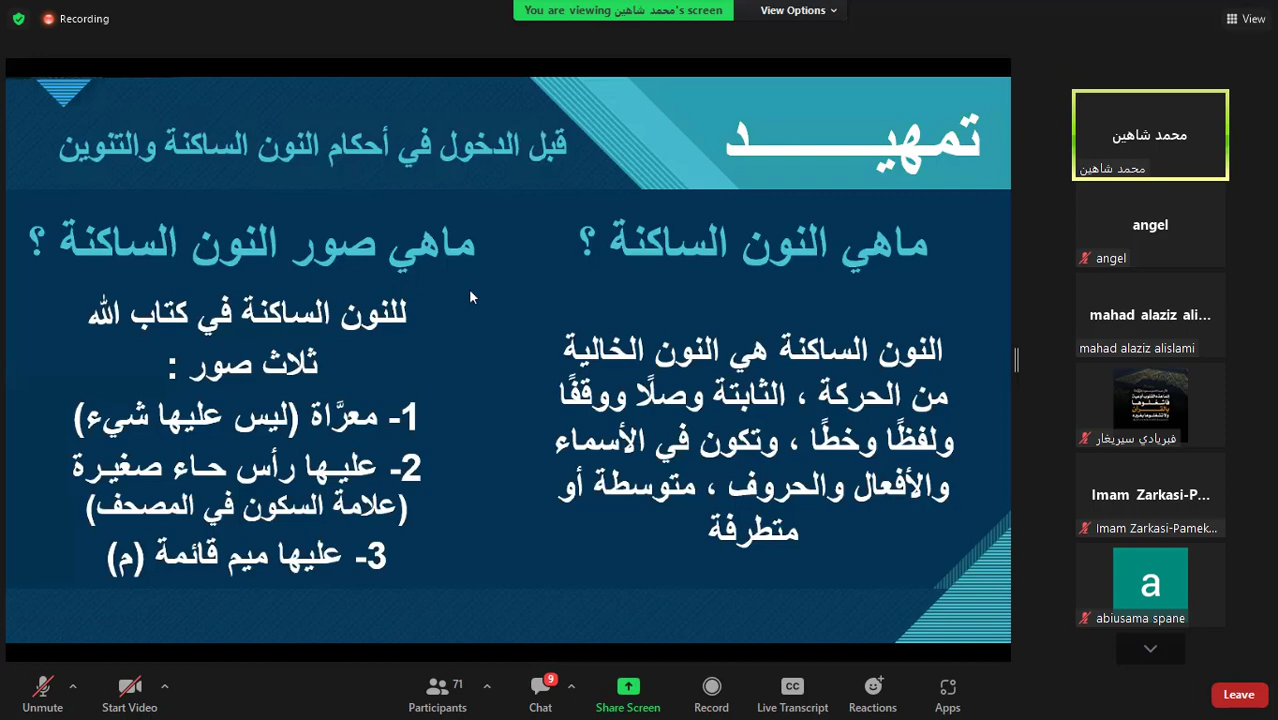 Recording
You are viewing محمد شاهين's screen
View Options
View
تمهيــــــــد
قبل الدخول في أحكام النون الساكنة والتنوين
ماهي النون الساكنة ؟
النون الساكنة هي النون الخالية
من الحركة ، الثابتة وصلًا ووقفًا
ولفظًا وخطًا ، وتكون في الأسماء
والأفعال والحروف ، متوسطة أو
متطرفة
ماهي صور النون الساكنة ؟
للنون الساكنة في كتاب الله
ثلاث صور :
1- معرَّاة (ليس عليها شيء)
2- عليـها رأس حـاء صغيـرة
(علامة السكون في المصحف)
3- عليها ميم قائمة (م)
محمد شاهين
محمد شاهين
angel
angel
mahad alaziz ali...
mahad alaziz alislami
فيريادي سيريغار
Imam Zarkasi-P...
Imam Zarkasi-Pamek...
a
abiusama spane
Unmute
Start Video
71
Participants
9
Chat
Share Screen
Record
CC
Live Transcript
Reactions
Apps
Leave